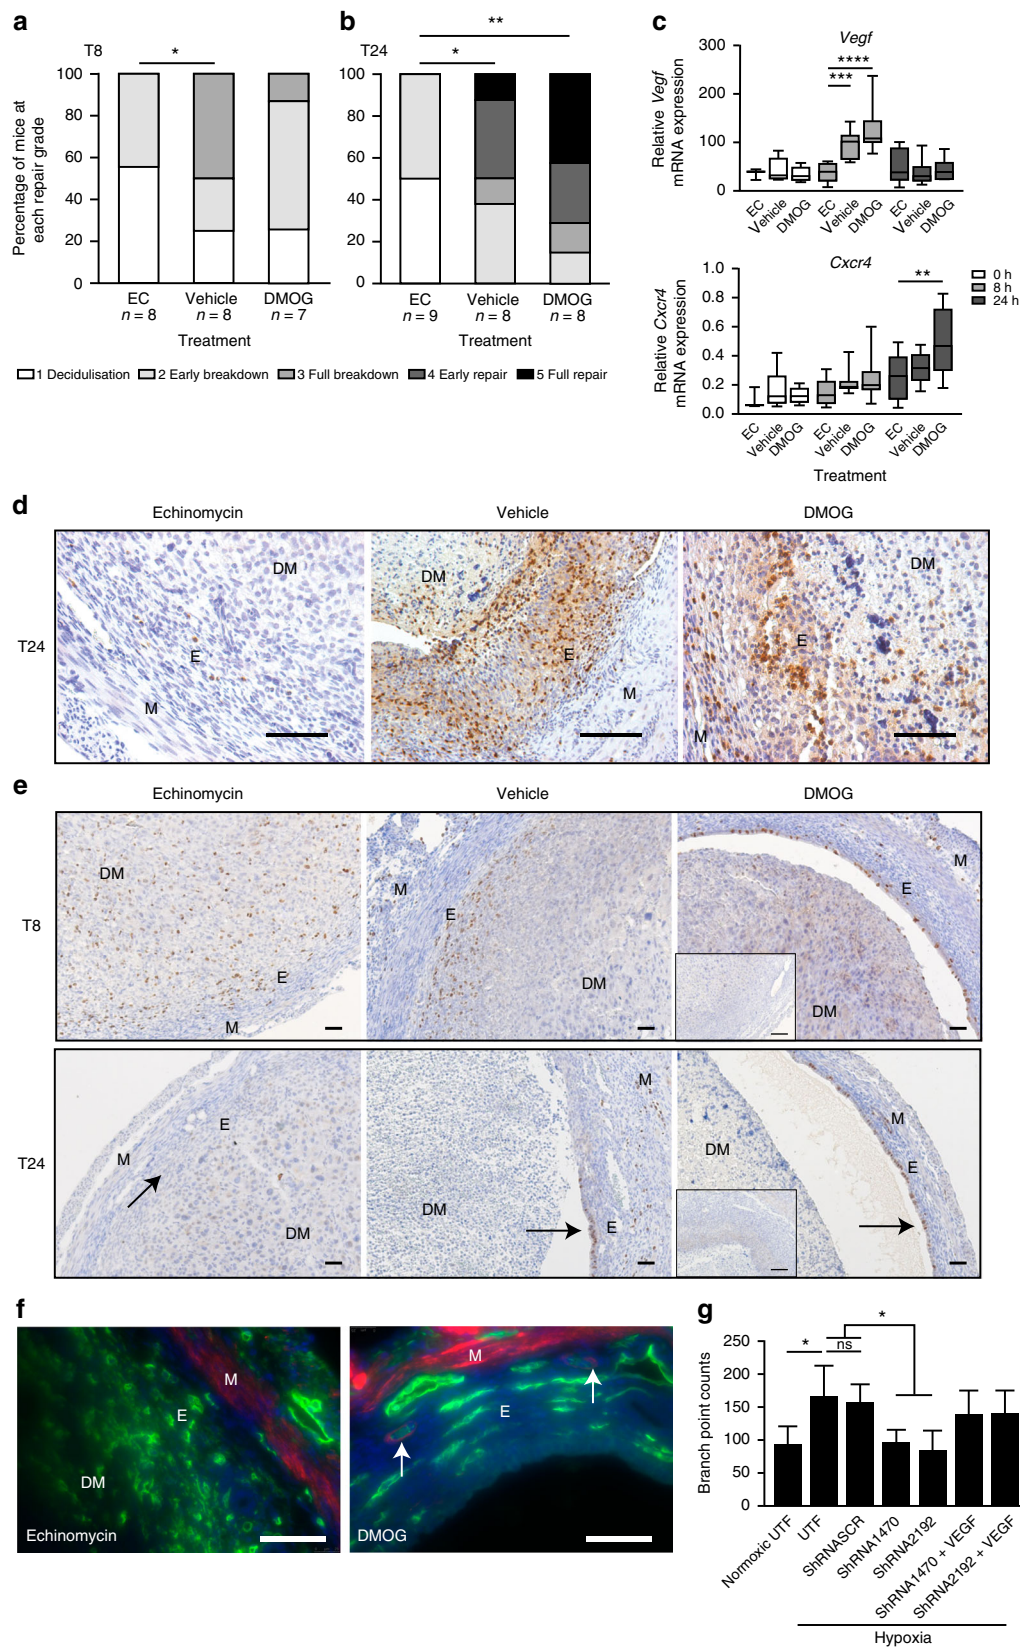 a
T8
*
Percentage of mice at
each repair grade
100
80
60
40
20
0
EC
n = 8
Vehicle
n = 8
DMOG
n = 7
Treatment
b
T24
**
*
100
80
60
40
20
0
EC
n = 9
Vehicle
n = 8
DMOG
n = 8
Treatment
1 Decidulisation
2 Early breakdown
3 Full breakdown
4 Early repair
5 Full repair
c
Vegf
Relative Vegf
mRNA expression
300
200
100
0
****
***
EC
Vehicle
DMOG
EC
Vehicle
DMOG
EC
Vehicle
DMOG
Cxcr4
Relative Cxcr4
mRNA expression
1.0
0.8
0.6
0.4
0.2
0.0
**
0 h
8 h
24 h
EC
Vehicle
DMOG
EC
Vehicle
DMOG
EC
Vehicle
DMOG
Treatment
d
Echinomycin
Vehicle
DMOG
T24
DM
E
M
DM
E
M
DM
E
M
e
Echinomycin
Vehicle
DMOG
T8
DM
E
M
M
E
DM
M
E
DM
T24
E
M
DM
M
DM
E
M
DM
E
f
M
E
DM
Echinomycin
M
E
DMOG
g
Branch point counts
250
200
150
100
50
0
*
ns
*
Normoxic UTF
UTF
ShRNASCR
ShRNA1470
ShRNA2192
ShRNA1470 + VEGF
ShRNA2192 + VEGF
Hypoxia